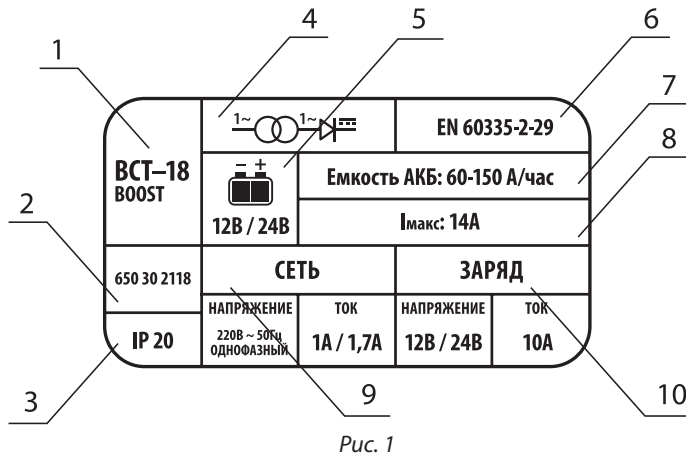 1
2
3
4
5
6
7
8
9
10
ВСТ–18
BOOST
1~ 1~
EN 60335-2-29
– +
12В / 24В
Емкость АКБ: 60-150 А/час
Iмакс: 14А
650 30 2118
IP 20
СЕТЬ
ЗАРЯД
НАПРЯЖЕНИЕ
220В ~ 50Гц
ОДНОФАЗНЫЙ
ТОК
1А / 1,7А
НАПРЯЖЕНИЕ
12В / 24В
ТОК
10А
Рис. 1